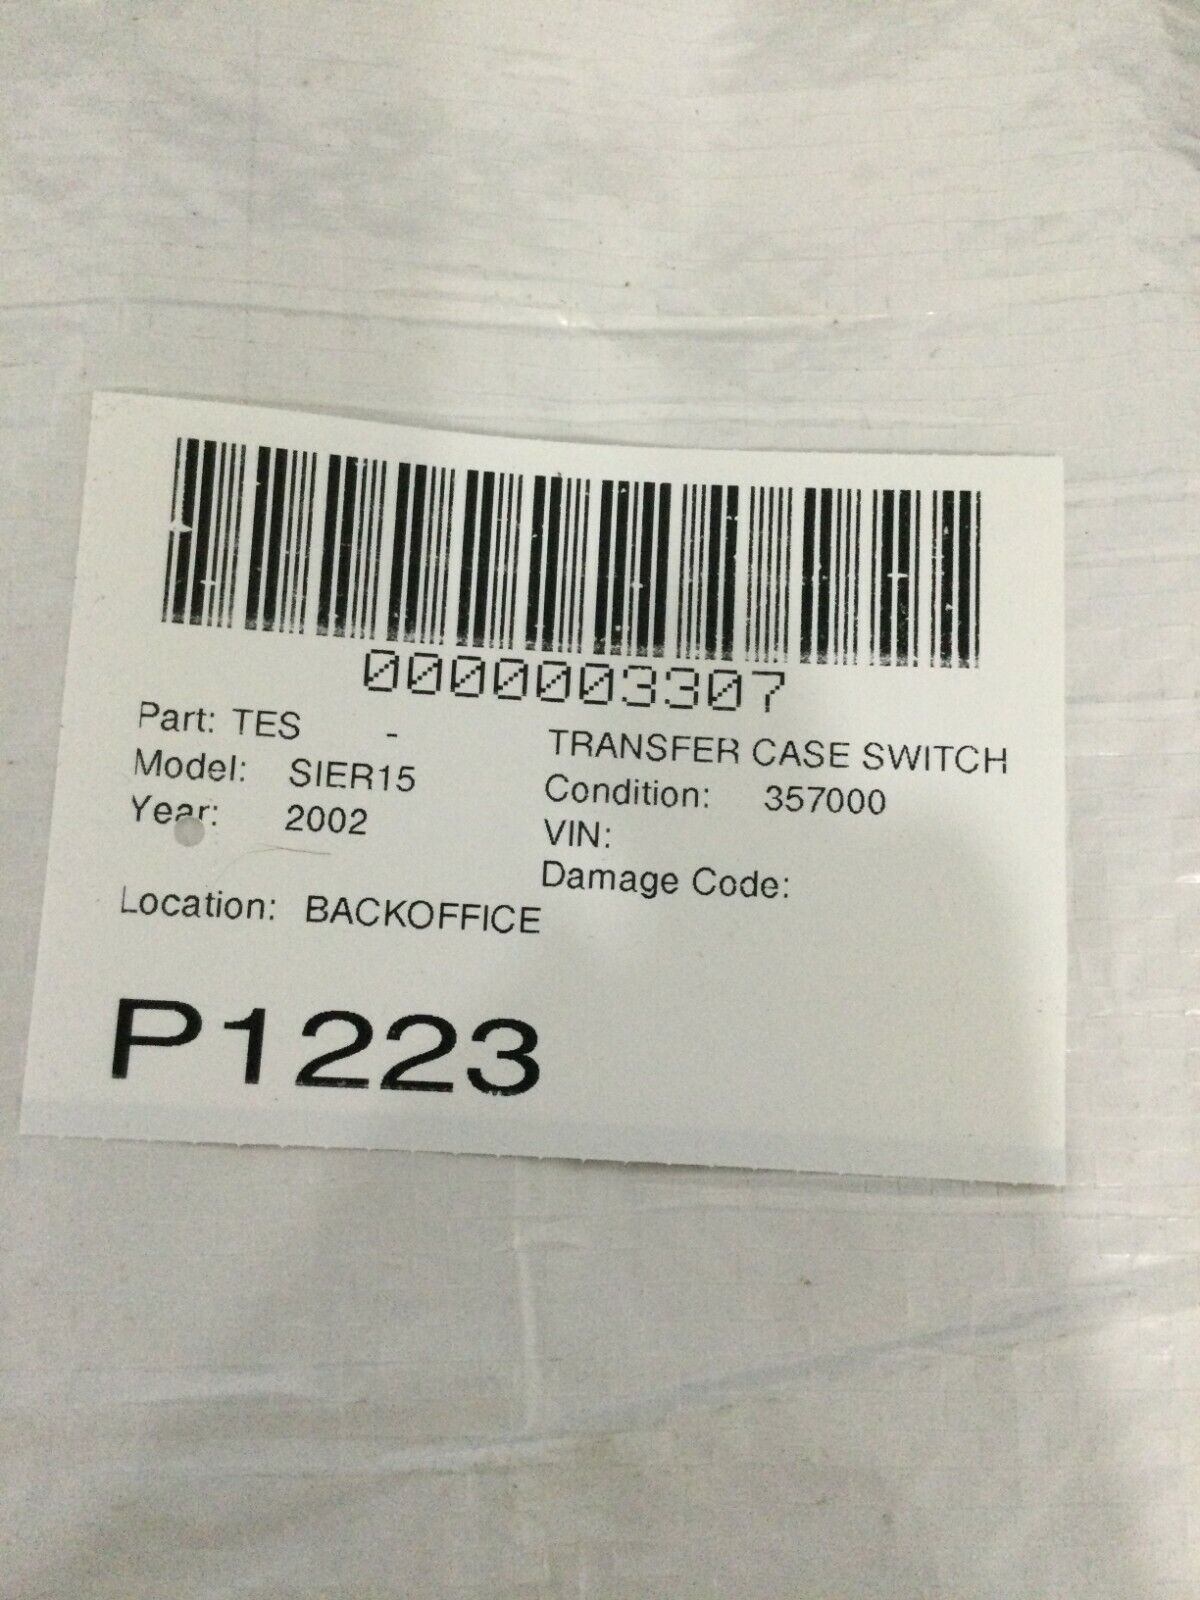 0000003307
Part: TES - TRANSFER CASE SWITCH
Model: SIER15 Condition: 357000
Year: 2002 VIN:
Damage Code:
Location: BACKOFFICE
P1223